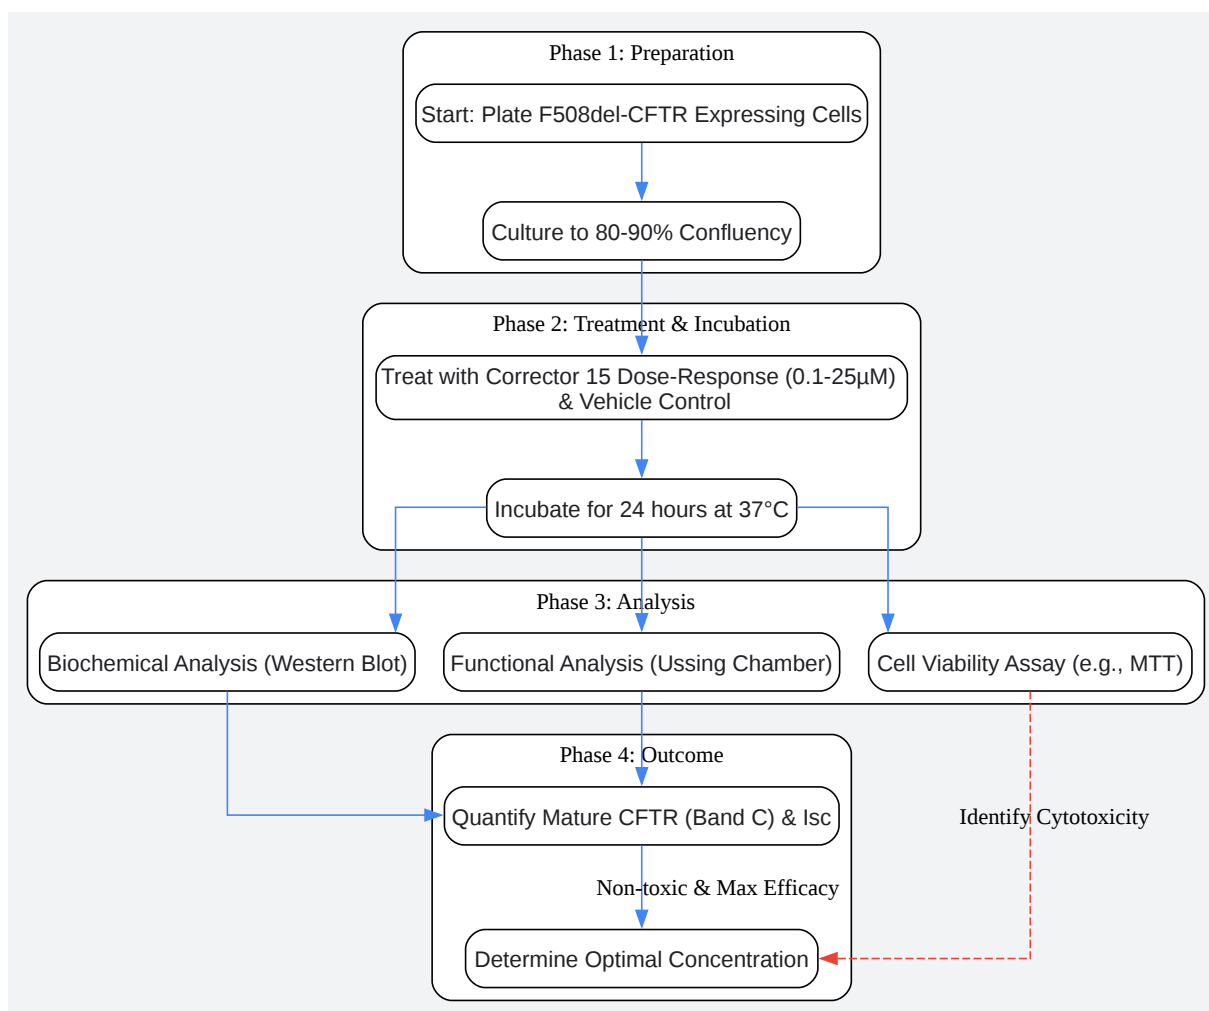 Phase 1: Preparation
Start: Plate F508del-CFTR Expressing Cells
Culture to 80-90% Confluency
Phase 2: Treatment & Incubation
Treat with Corrector 15 Dose-Response (0.1-25µM)
& Vehicle Control
Incubate for 24 hours at 37°C
Phase 3: Analysis
Biochemical Analysis (Western Blot)
Functional Analysis (Ussing Chamber)
Cell Viability Assay (e.g., MTT)
Phase 4: Outcome
Quantify Mature CFTR (Band C) & Isc
Identify Cytotoxicity
Non-toxic & Max Efficacy
Determine Optimal Concentration